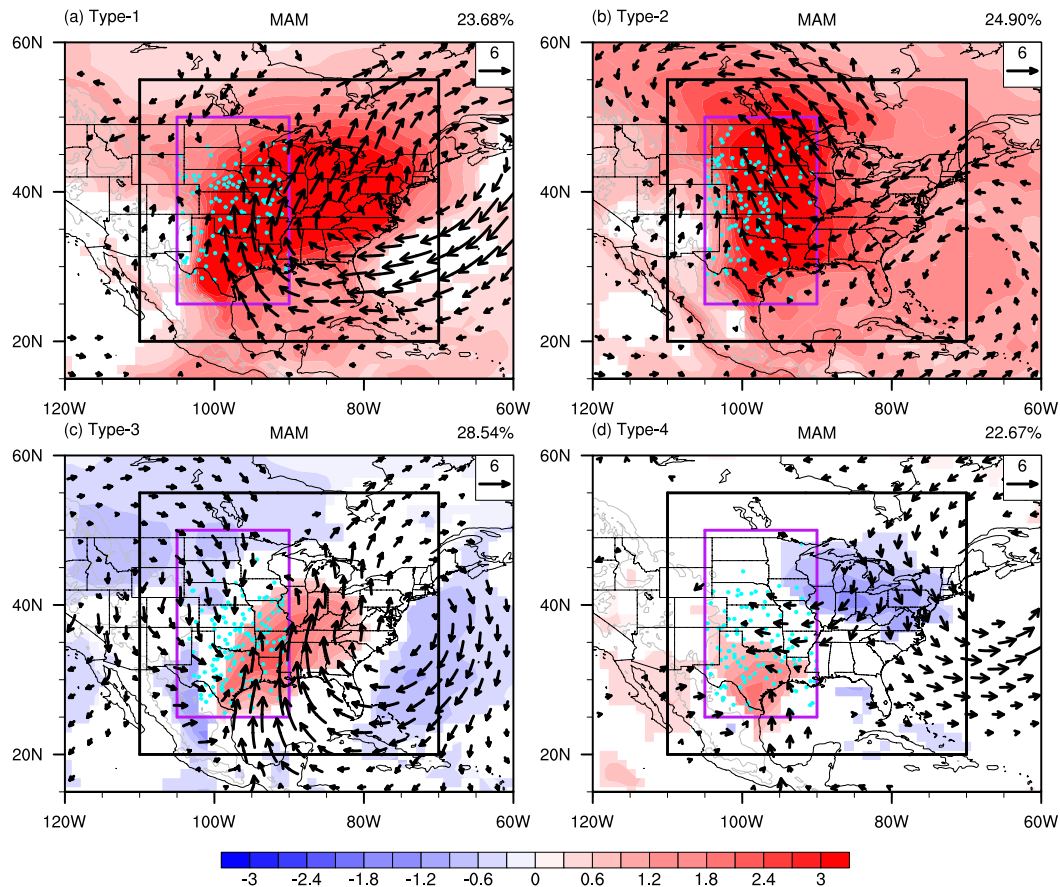 (a) Type-1 MAM 23.68%
(b) Type-2 MAM 24.90%
60N 6
40N
20N
120W 100W 80W 60W
60N 6
40N
20N
120W 100W 80W 60W
(c) Type-3 MAM 28.54%
(d) Type-4 MAM 22.67%
60N 6
40N
20N
120W 100W 80W 60W
60N 6
40N
20N
120W 100W 80W 60W
-3 -2.4 -1.8 -1.2 -0.6 0 0.6 1.2 1.8 2.4 3